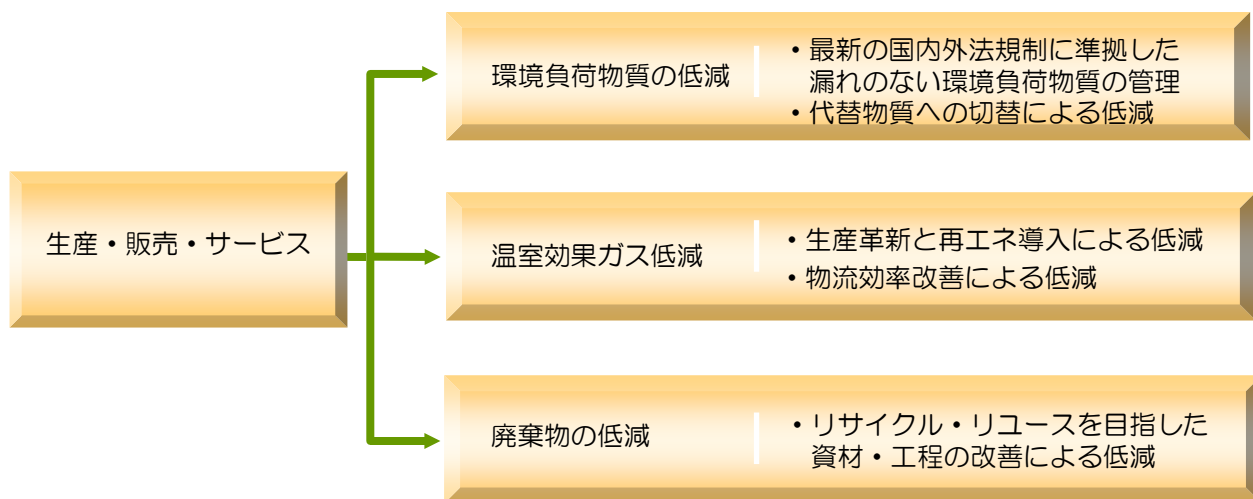 環境負荷物質の低減
・最新の国内外法規制に準拠した
漏れのない環境負荷物質の管理
・代替物質への切替による低減
生産・販売・サービス
温室効果ガス低減
・生産革新と再エネ導入による低減
・物流効率改善による低減
廃棄物の低減
・リサイクル・リユースを目指した
資材・工程の改善による低減